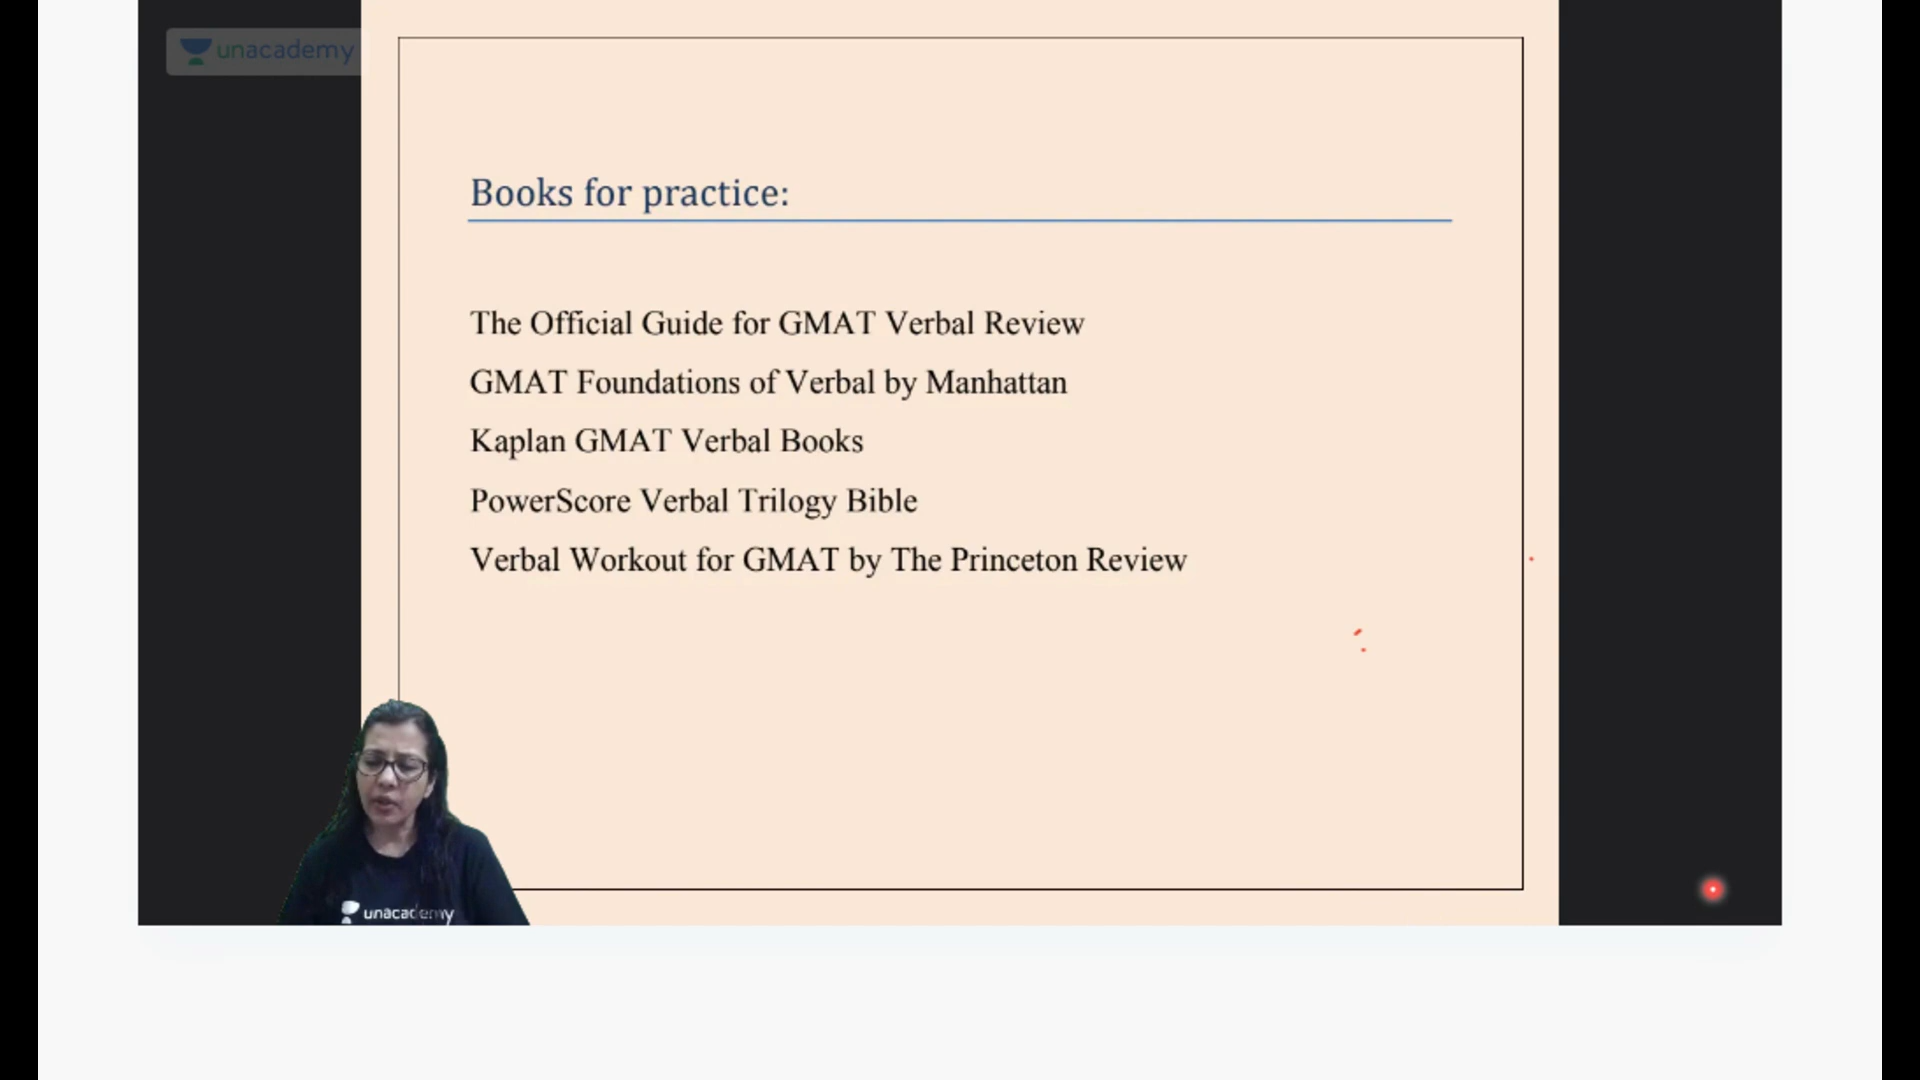 unacademy
Books for practice:
The Official Guide for GMAT Verbal Review
GMAT Foundations of Verbal by Manhattan
Kaplan GMAT Verbal Books
PowerScore Verbal Trilogy Bible
Verbal Workout for GMAT by The Princeton Review
unacademy